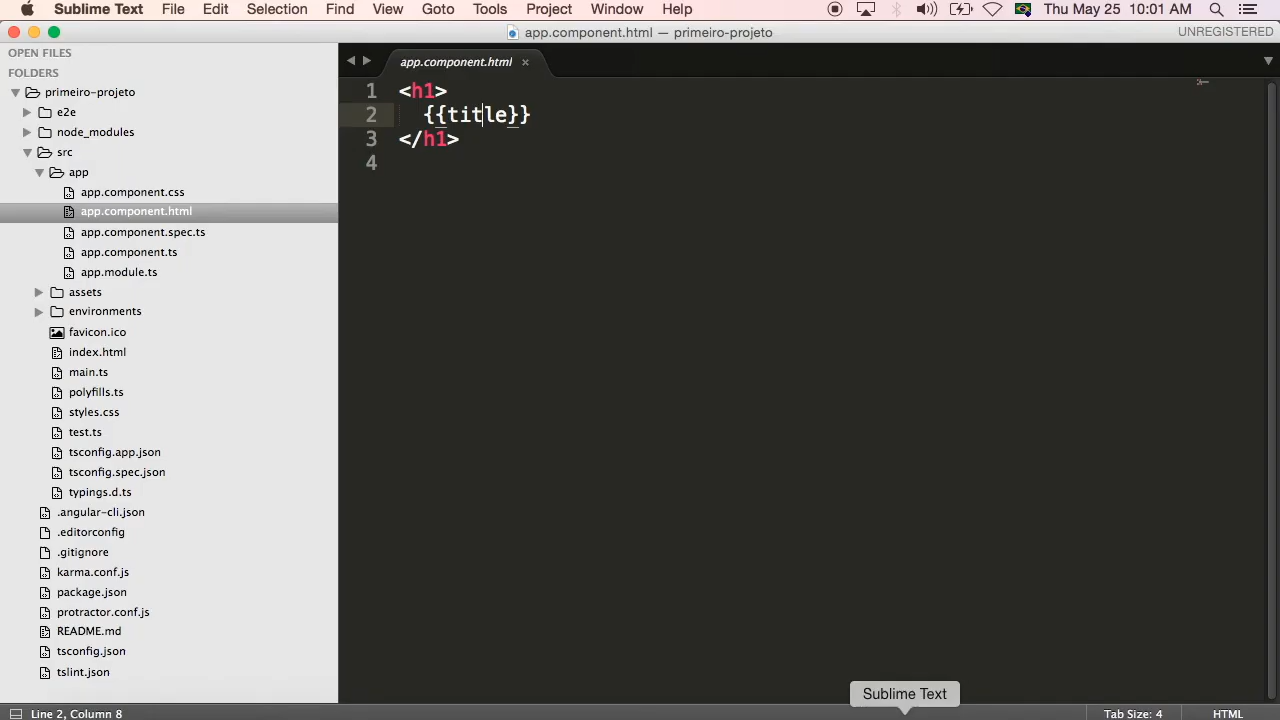 Sublime Text File Edit Selection Find View Goto Tools Project Window Help Thu May 25 10:01 AM
app.component.html — primeiro-projeto UNREGISTERED
OPEN FILES
FOLDERS
primeiro-projeto
e2e
node_modules
src
app
app.component.css
app.component.html
app.component.spec.ts
app.component.ts
app.module.ts
assets
environments
favicon.ico
index.html
main.ts
polyfills.ts
styles.css
test.ts
tsconfig.app.json
tsconfig.spec.json
typings.d.ts
.angular-cli.json
.editorconfig
.gitignore
karma.conf.js
package.json
protractor.conf.js
README.md
tsconfig.json
tslint.json
app.component.html ×
1 <h1>
2 {{title}}
3 </h1>
4
Sublime Text
Line 2, Column 8 Tab Size: 4 HTML